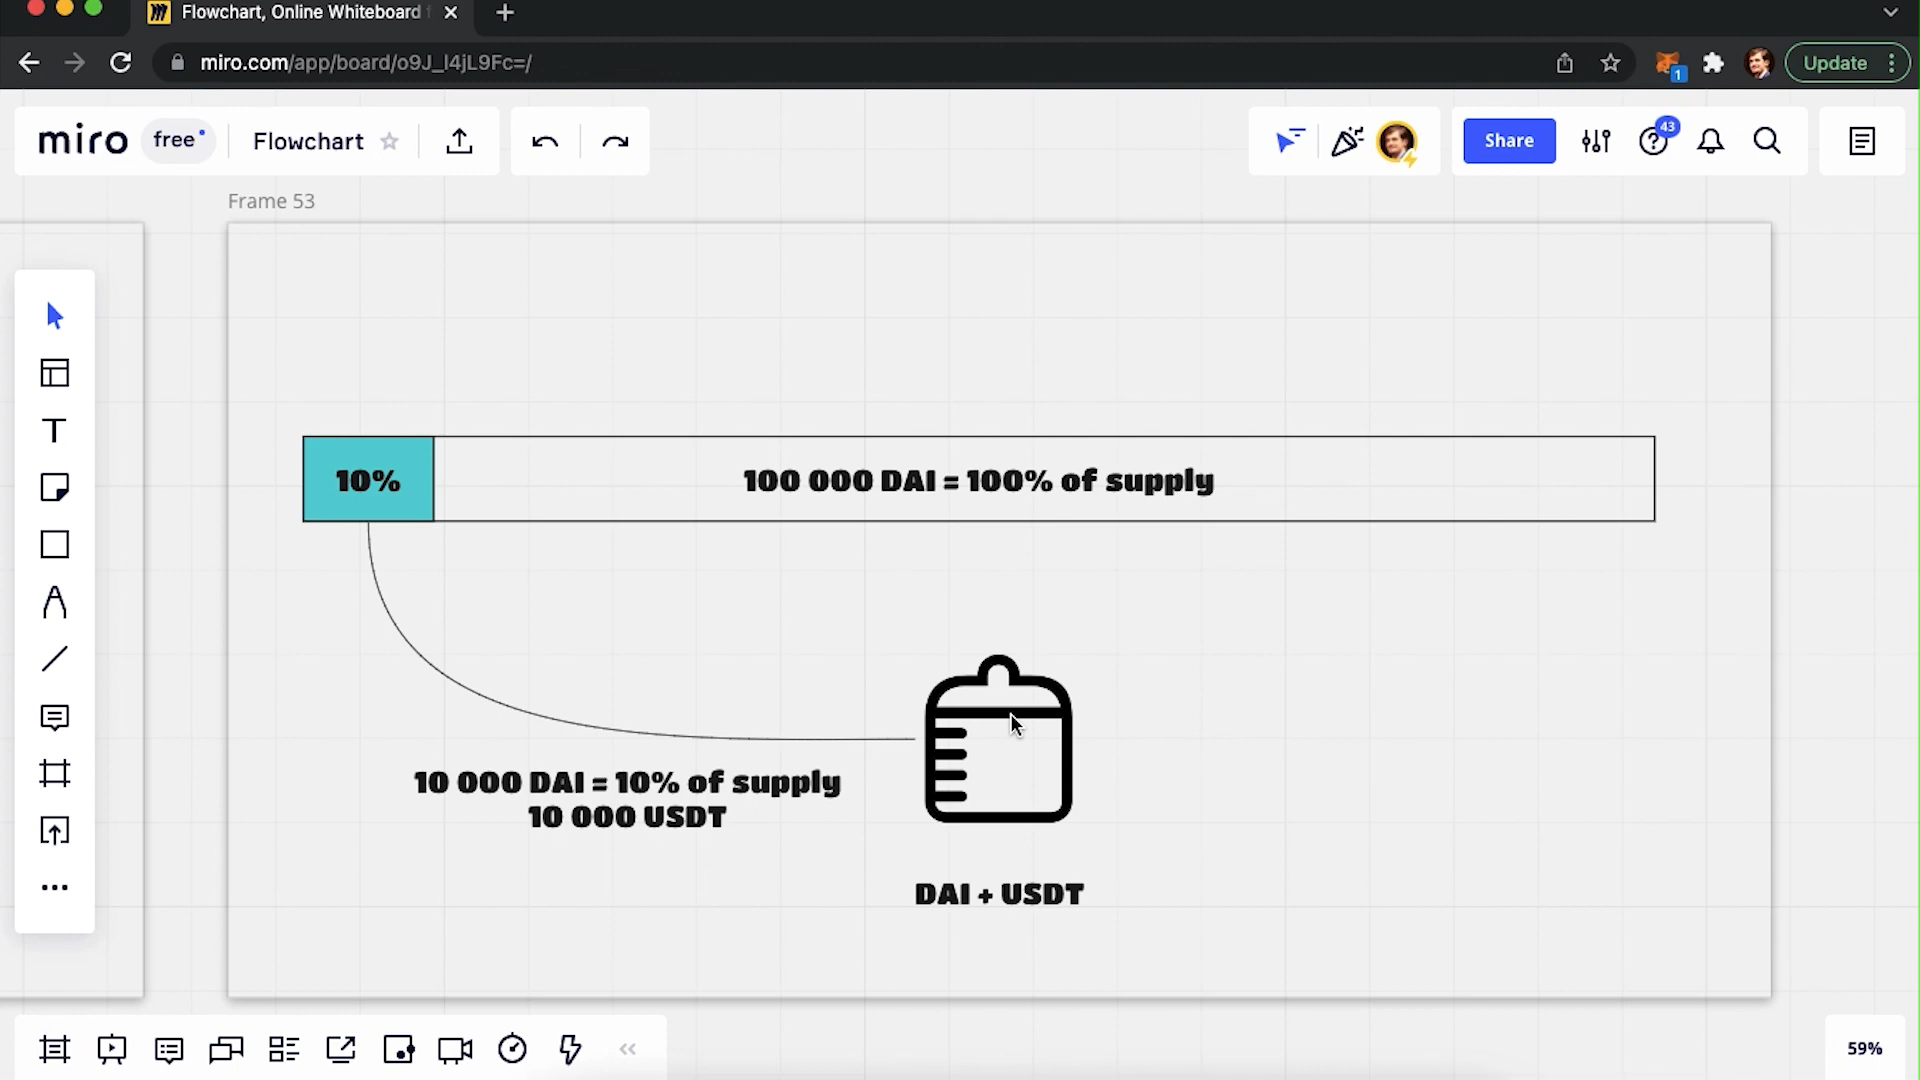 Flowchart, Online Whiteboard f
miro.com/app/board/o9J_l4jL9Fc=/
1
Update
miro
free
Flowchart
Share
43
Frame 53
10%
100 000 DAI = 100% of supply
10 000 DAI = 10% of supply
10 000 USDT
DAI + USDT
59%